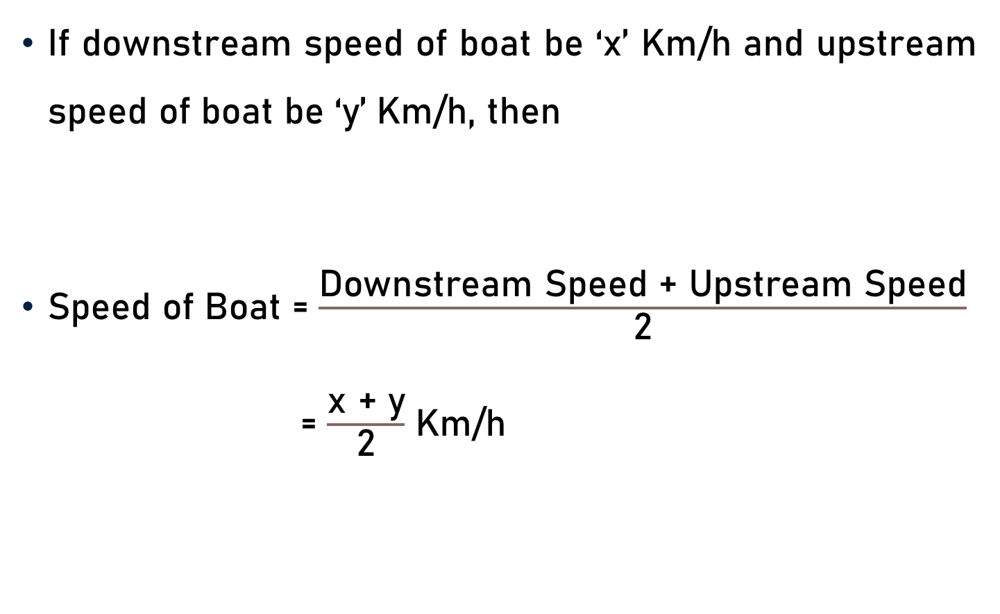 • If downstream speed of boat be ‘x’ Km/h and upstream
speed of boat be ‘y’ Km/h, then
• Speed of Boat = Downstream Speed + Upstream Speed
2
= x + y
2 Km/h